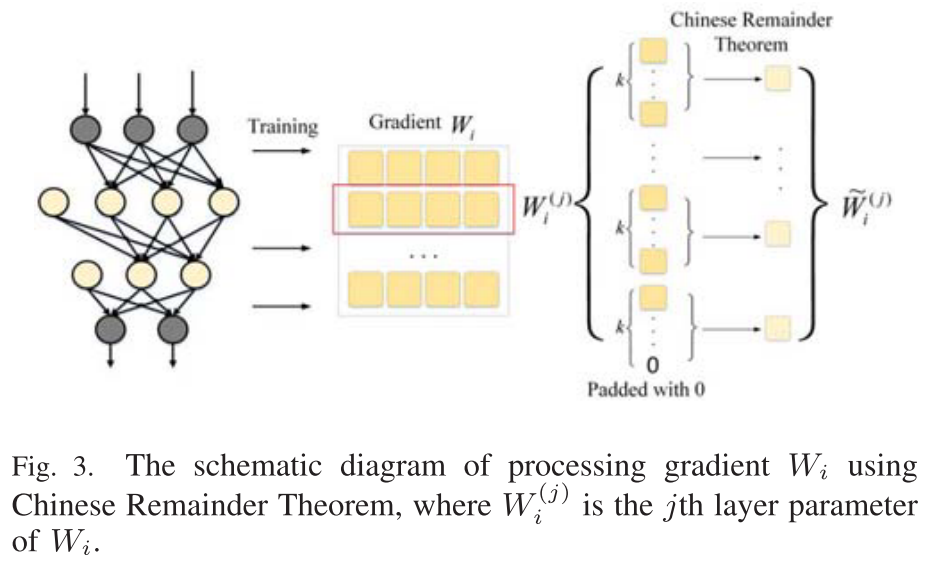 Chinese Remainder
Theorem
Training
Gradient W_i
k
W_i^{(j)}
k
k
0
Padded with 0
\widetilde{W}_i^{(j)}
Fig. 3. The schematic diagram of processing gradient W_i using
Chinese Remainder Theorem, where W_i^{(j)} is the jth layer parameter
of W_i.